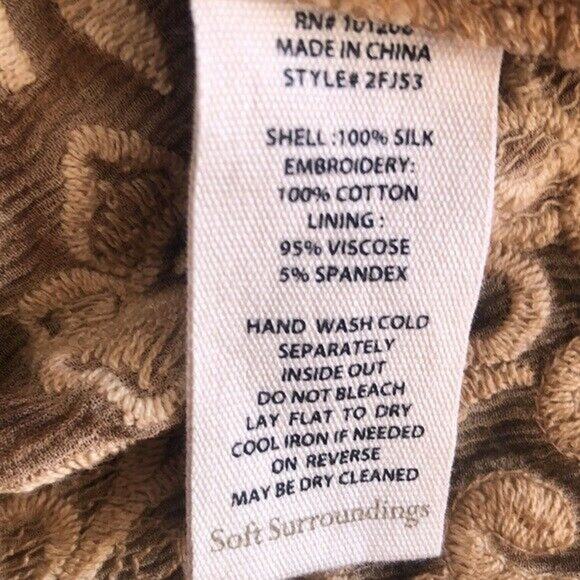 RN# 101208
MADE IN CHINA
STYLE# 2FJ53
SHELL :100% SILK
EMBROIDERY:
100% COTTON
LINING :
95% VISCOSE
5% SPANDEX
HAND WASH COLD
SEPARATELY
INSIDE OUT
DO NOT BLEACH
LAY FLAT TO DRY
COOL IRON IF NEEDED
ON REVERSE
MAY BE DRY CLEANED
Soft Surroundings